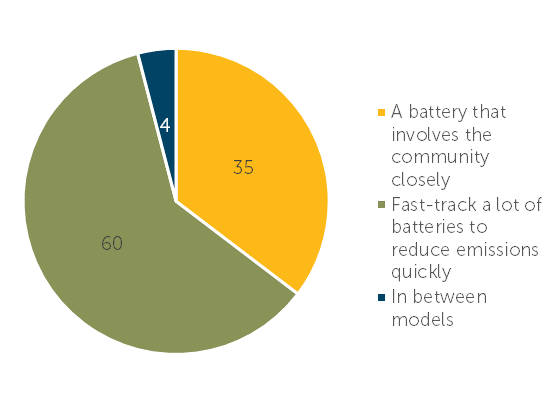 4
35
60
A battery that
involves the
community
closely
Fast-track a lot of
batteries to
reduce emissions
quickly
In between
models